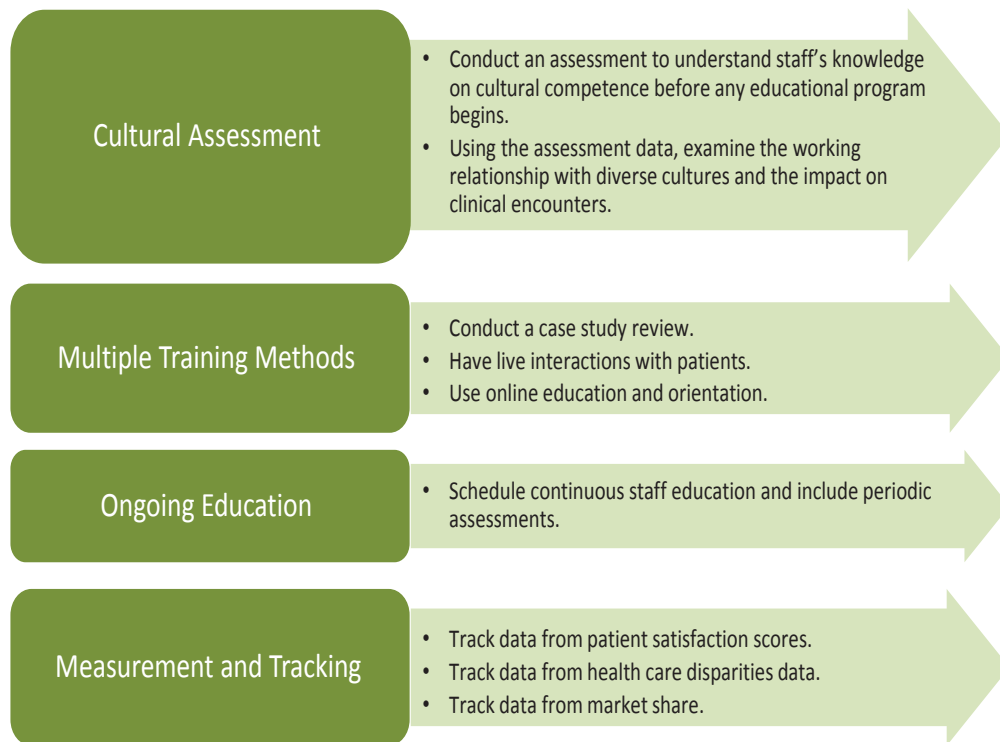 Cultural Assessment
• Conduct an assessment to understand staff’s knowledge
on cultural competence before any educational program
begins.
• Using the assessment data, examine the working
relationship with diverse cultures and the impact on
clinical encounters.
Multiple Training Methods
• Conduct a case study review.
• Have live interactions with patients.
• Use online education and orientation.
Ongoing Education
• Schedule continuous staff education and include periodic
assessments.
Measurement and Tracking
• Track data from patient satisfaction scores.
• Track data from health care disparities data.
• Track data from market share.